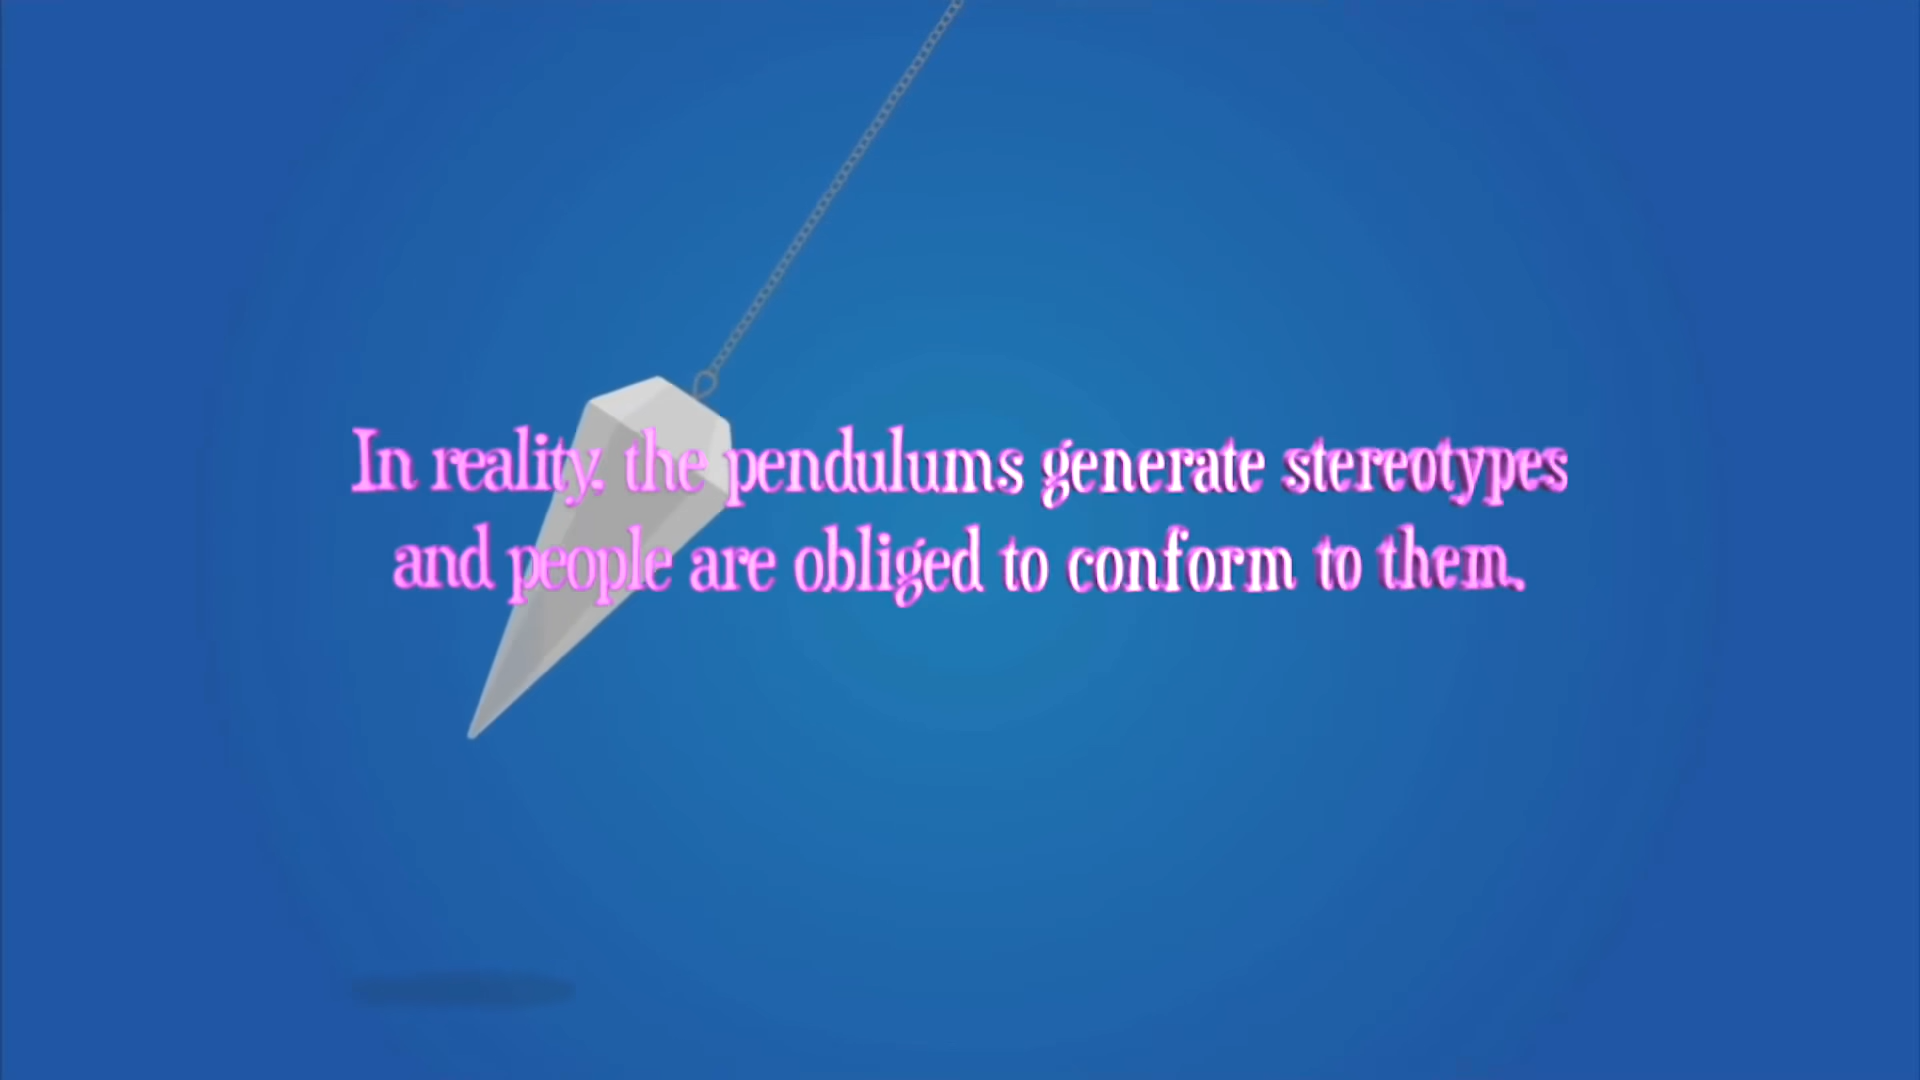 In reality, the pendulums generate stereotypes
and people are obliged to conform to them.